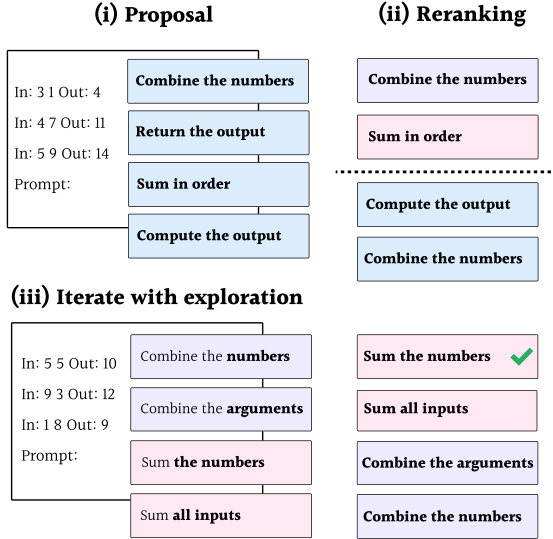 (i) Proposal
In: 3 1 Out: 4
In: 4 7 Out: 11
In: 5 9 Out: 14
Prompt:
Combine the numbers
Return the output
Sum in order
Compute the output
(ii) Reranking
Combine the numbers
Sum in order
Compute the output
Combine the numbers
(iii) Iterate with exploration
In: 5 5 Out: 10
In: 9 3 Out: 12
In: 1 8 Out: 9
Prompt:
Combine the numbers
Combine the arguments
Sum the numbers
Sum all inputs
Sum the numbers
Sum all inputs
Combine the arguments
Combine the numbers